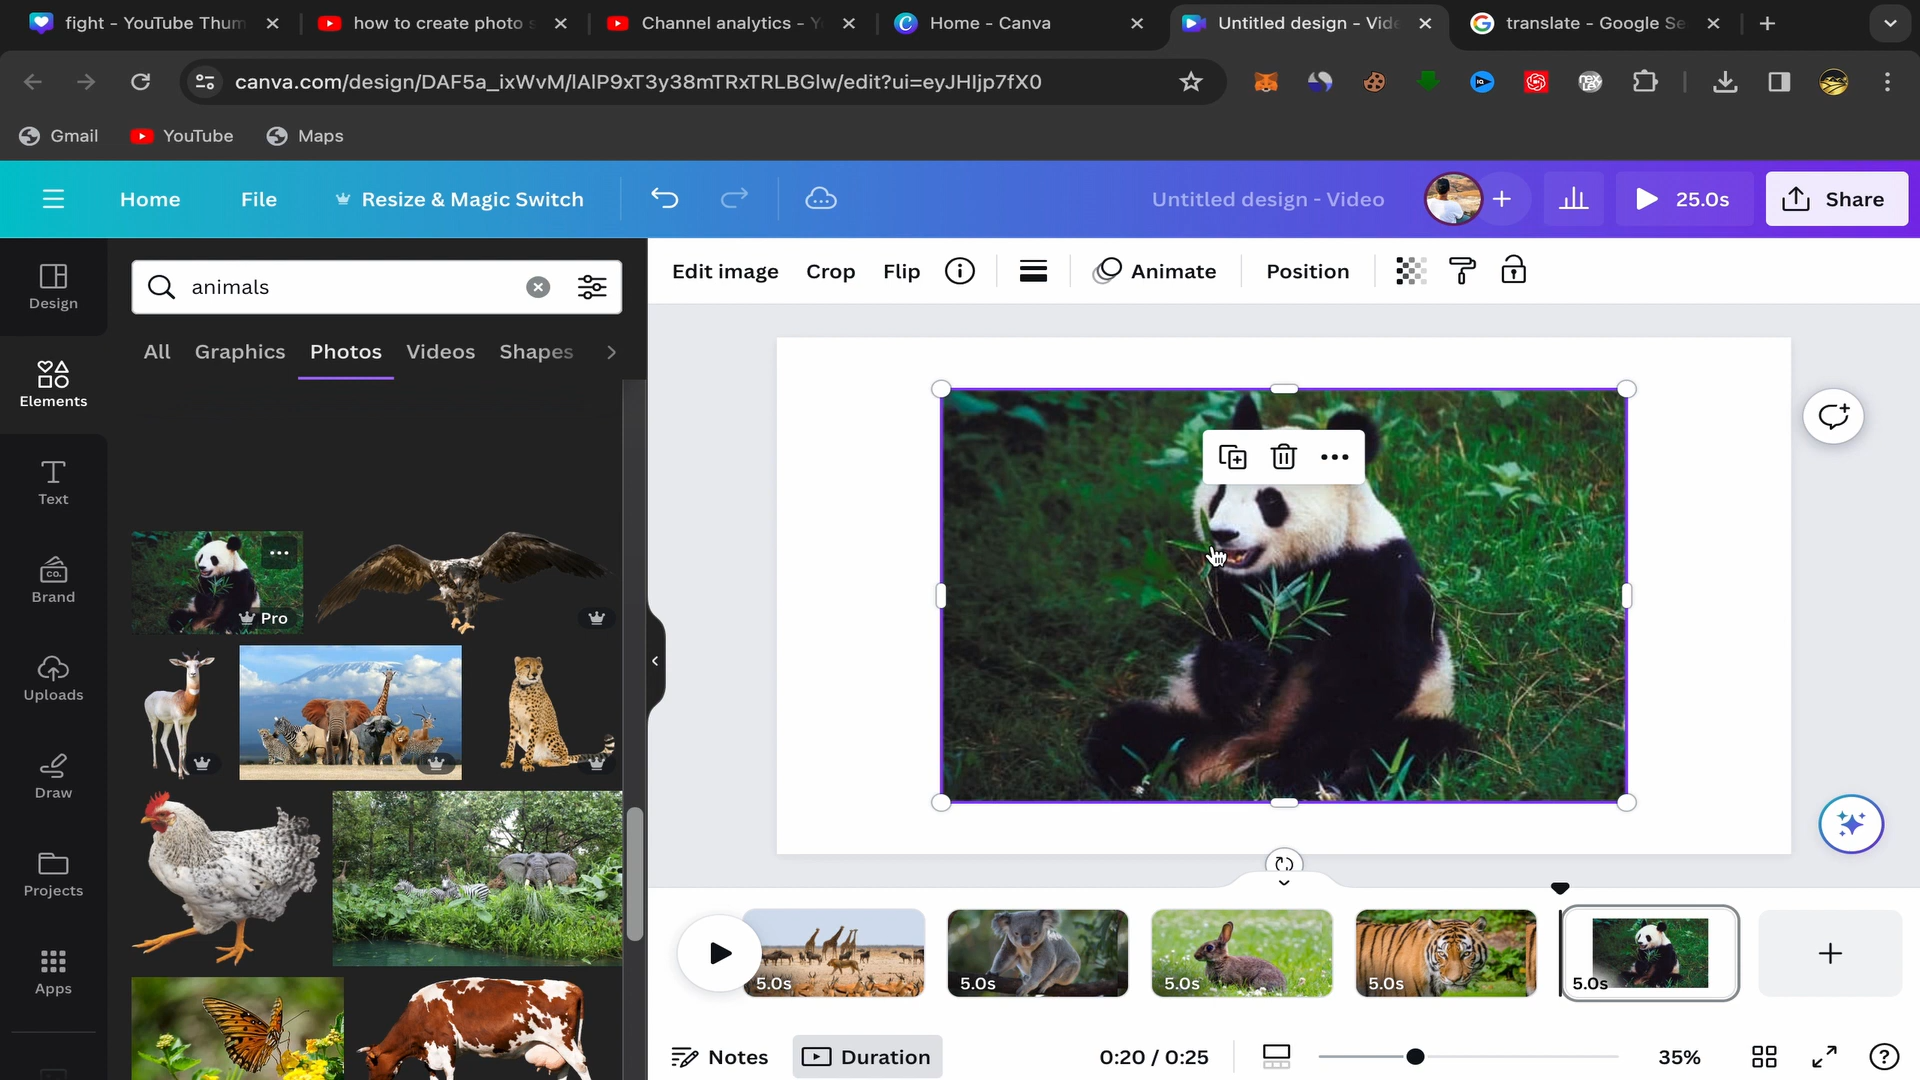 fight - YouTube Thum
how to create photo s
Channel analytics - Y
Home - Canva
Untitled design - Vide
translate - Google Se
canva.com/design/DAF5a_ixWvM/lAlP9xT3y38mTRxTRLBGlw/edit?ui=eyJHIjp7fX0
Gmail
YouTube
Maps
Home
File
Resize & Magic Switch
Untitled design - Video
25.0s
Share
Design
Elements
Text
Brand
Uploads
Draw
Projects
Apps
animals
All
Graphics
Photos
Videos
Shapes
Pro
Edit image
Crop
Flip
Animate
Position
5.0s
5.0s
5.0s
5.0s
5.0s
Notes
Duration
0:20 / 0:25
35%